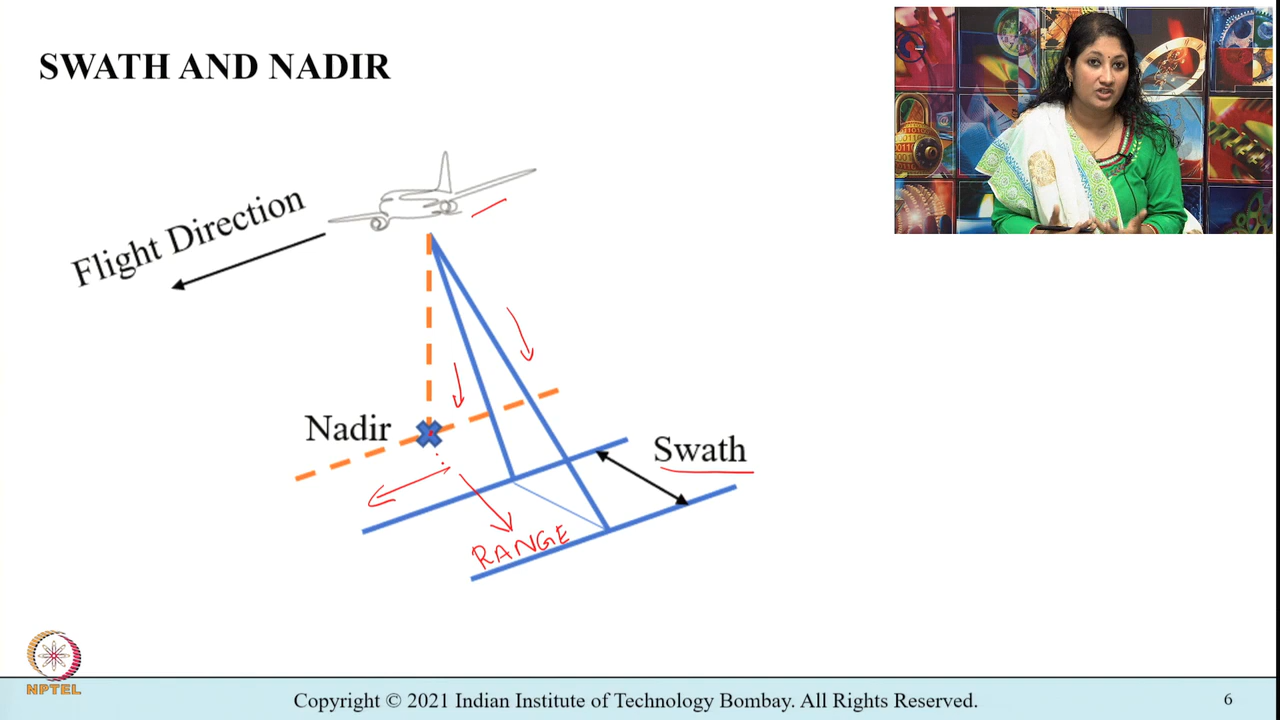 SWATH AND NADIR
Flight Direction
Nadir
Swath
RANGE
NPTEL
Copyright © 2021 Indian Institute of Technology Bombay. All Rights Reserved.
6